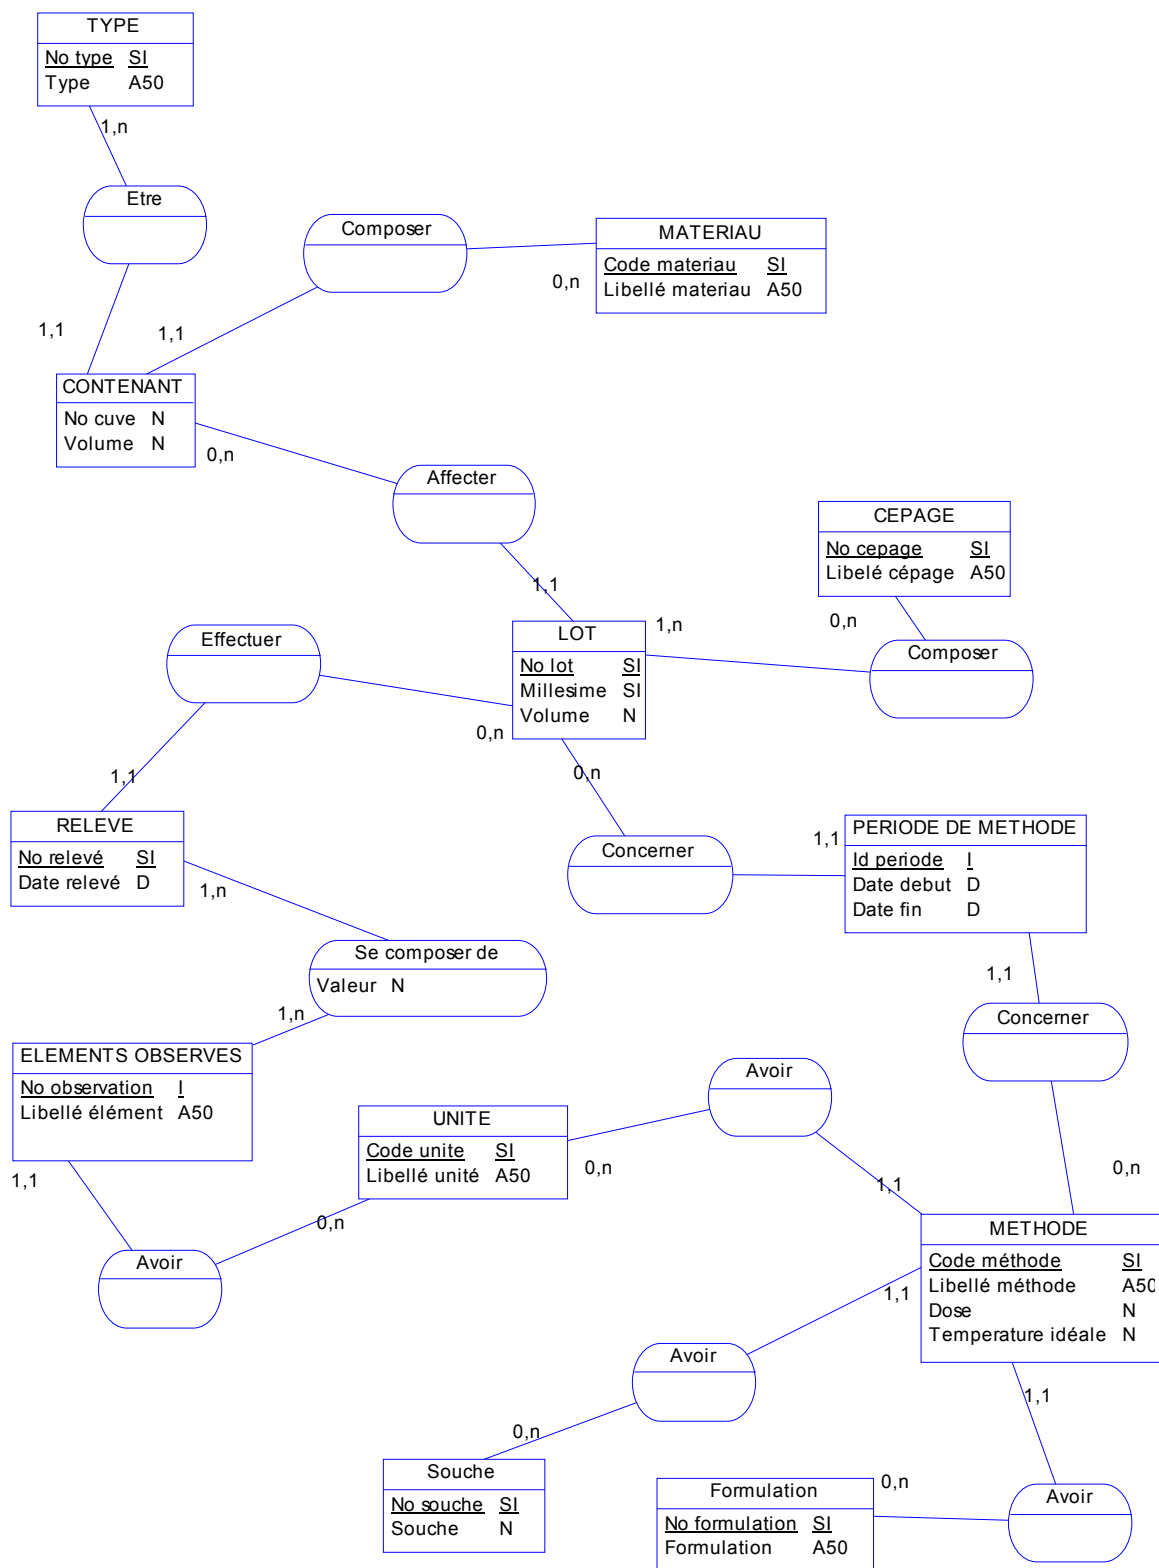 TYPE
No type SI
Type A50
1,n
Etre
1,1
Composer
1,1
0,n
MATERIAU
Code materiau SI
Libellé materiau A50
CONTENANT
No cuve N
Volume N
0,n
Affecter
1,1
CEPAGE
No cepage SI
Libelé cépage A50
0,n
Composer
1,n
LOT
No lot SI
Millesime SI
Volume N
Effectuer
0,n
1,1
0,n
Concerner
1,1
PERIODE DE METHODE
Id periode I
Date debut D
Date fin D
RELEVE
No relevé SI
Date relevé D
1,n
Se composer de
Valeur N
1,n
1,1
Concerner
0,n
ELEMENTS OBSERVES
No observation I
Libellé élément A50
1,1
Avoir
0,n
UNITE
Code unite SI
Libellé unité A50
0,n
Avoir
1,1
METHODE
Code méthode SI
Libellé méthode A50
Dose N
Temperature idéale N
1,1
Avoir
0,n
Souche
No souche SI
Souche N
1,1
Avoir
0,n
Formulation
No formulation SI
Formulation A50